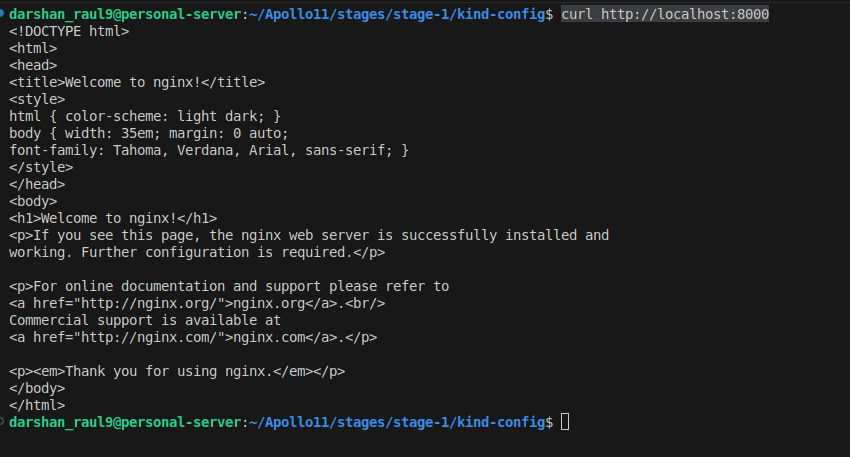 darshan_raul9@personal-server:~/Apollo11/stages/stage-1/kind-config$ curl http://localhost:8000
<!DOCTYPE html>
<html>
<head>
<title>Welcome to nginx!</title>
<style>
html { color-scheme: light dark; }
body { width: 35em; margin: 0 auto;
font-family: Tahoma, Verdana, Arial, sans-serif; }
</style>
</head>
<body>
<h1>Welcome to nginx!</h1>
<p>If you see this page, the nginx web server is successfully installed and
working. Further configuration is required.</p>

<p>For online documentation and support please refer to
<a href="http://nginx.org/">nginx.org</a>.<br/>
Commercial support is available at
<a href="http://nginx.com/">nginx.com</a>.</p>

<p><em>Thank you for using nginx.</em></p>
</body>
</html>
darshan_raul9@personal-server:~/Apollo11/stages/stage-1/kind-config$